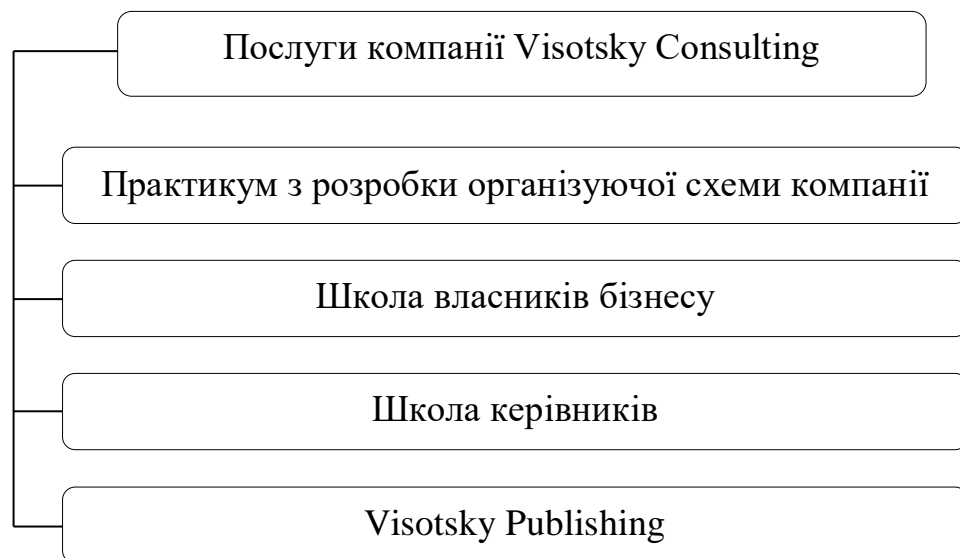 Послуги компанії Visotsky Consulting
Практикум з розробки організуючої схеми компанії
Школа власників бізнесу
Школа керівників
Visotsky Publishing